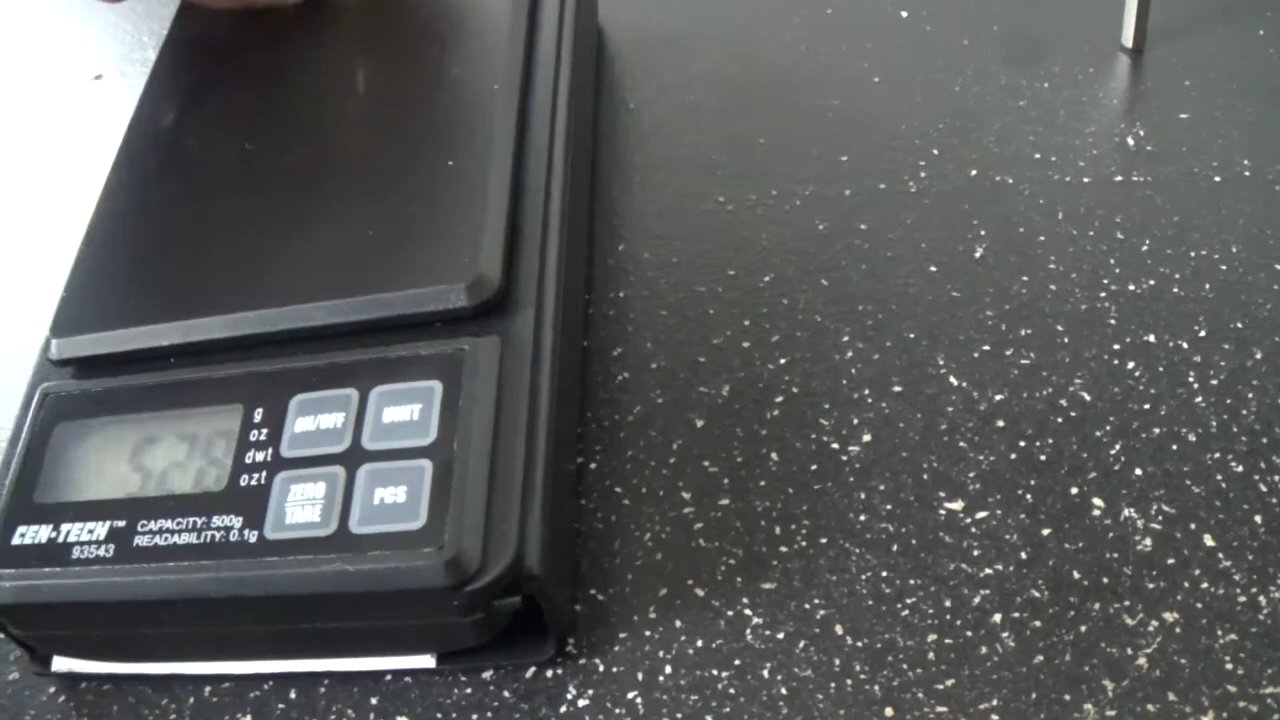 g
oz
dwt
ozt
ON/OFF
UNIT
ZERO
TARE
PCS
CEN-TECH™
93543
CAPACITY: 500g
READABILITY: 0.1g